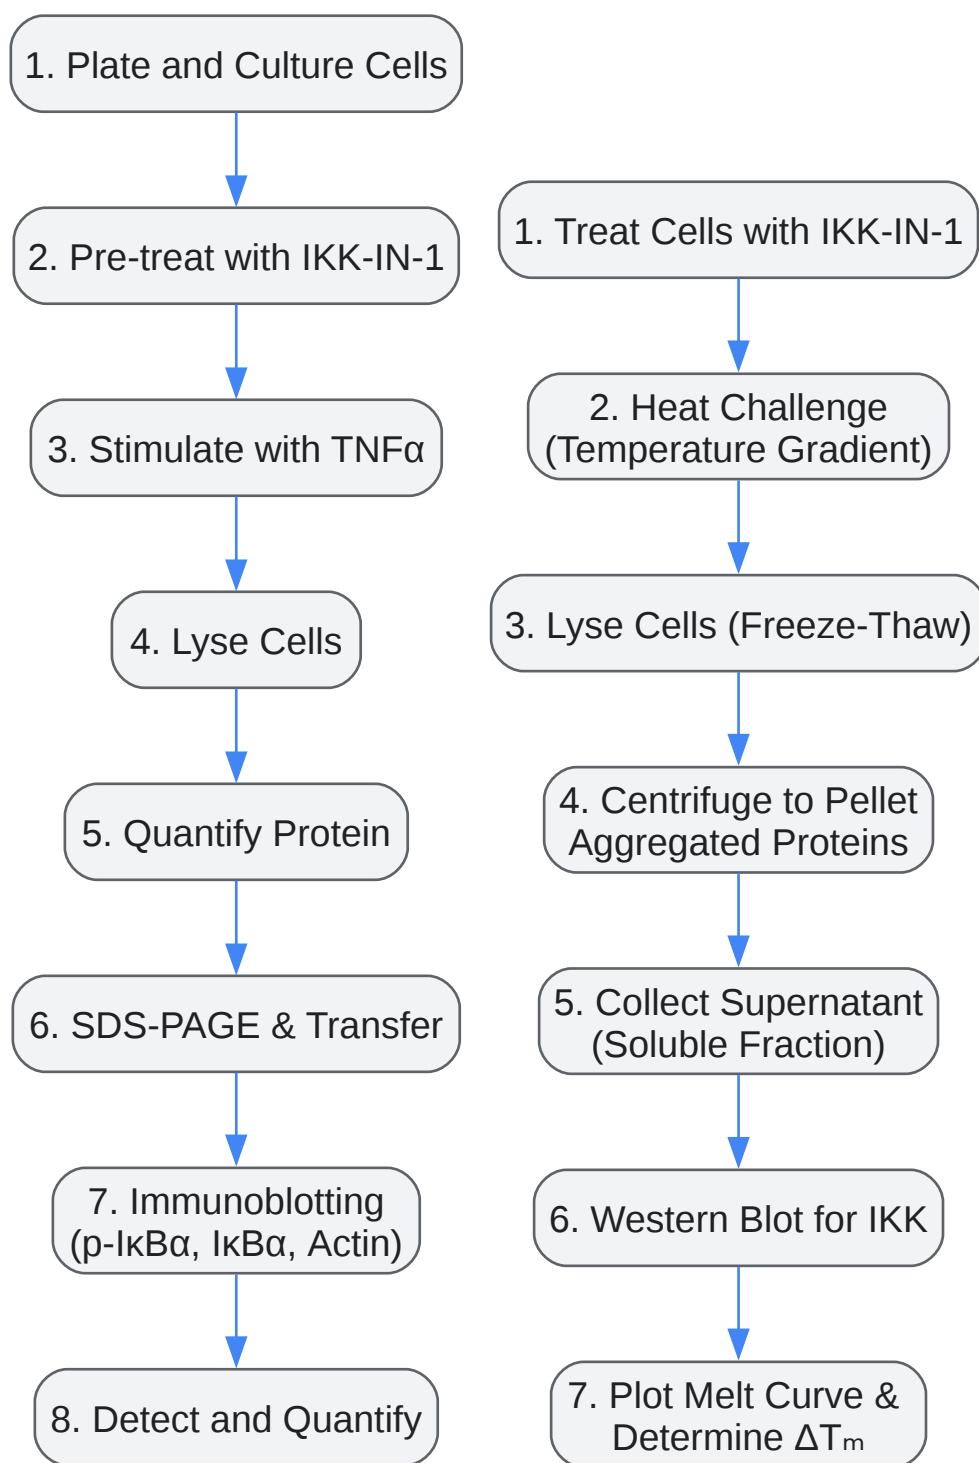 1. Plate and Culture Cells
2. Pre-treat with IKK-IN-1
3. Stimulate with TNFα
4. Lyse Cells
5. Quantify Protein
6. SDS-PAGE & Transfer
7. Immunoblotting
(p-IκBα, IκBα, Actin)
8. Detect and Quantify
1. Treat Cells with IKK-IN-1
2. Heat Challenge
(Temperature Gradient)
3. Lyse Cells (Freeze-Thaw)
4. Centrifuge to Pellet
Aggregated Proteins
5. Collect Supernatant
(Soluble Fraction)
6. Western Blot for IKK
7. Plot Melt Curve &
Determine ΔTₘ